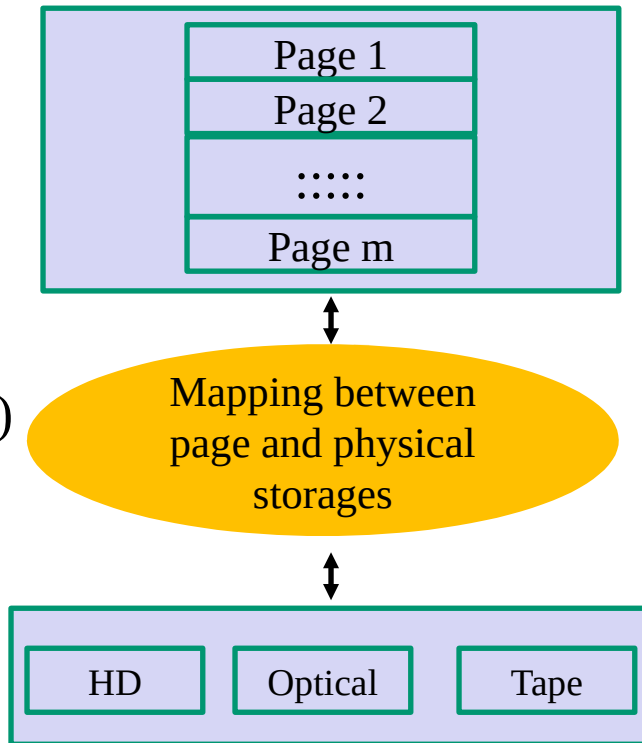 Page 1
Page 2
:::::
Page m
)
Mapping between
page and physical
storages
HD Optical Tape